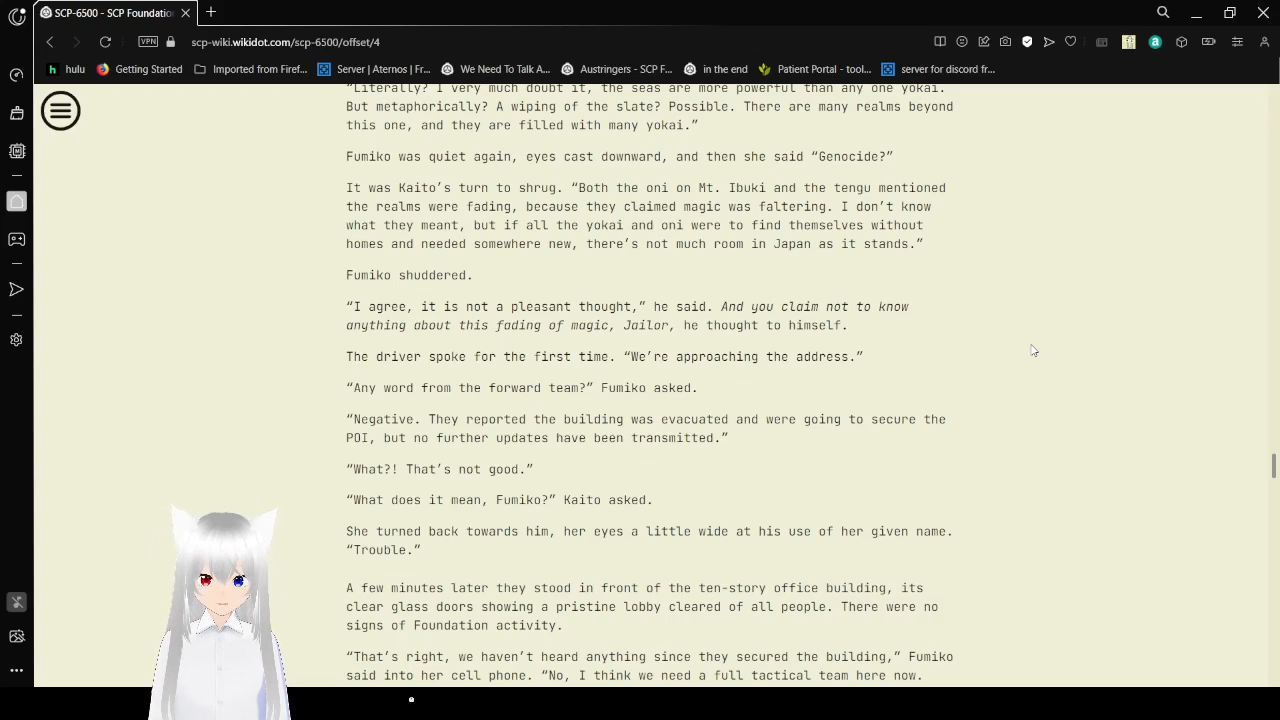 SCP-6500 - SCP Foundation
VPN
scp-wiki.wikidot.com/scp-6500/offset/4
hulu
Getting Started
Imported from Firef...
Server | Aternos | Fr...
We Need To Talk A...
Austringers - SCP F...
in the end
Patient Portal - tool...
server for discord fr...
“Literally? I very much doubt it, the seas are more powerful than any one yokai.
But metaphorically? A wiping of the slate? Possible. There are many realms beyond
this one, and they are filled with many yokai.”
Fumiko was quiet again, eyes cast downward, and then she said “Genocide?”
It was Kaito’s turn to shrug. “Both the oni on Mt. Ibuki and the tengu mentioned
the realms were fading, because they claimed magic was faltering. I don’t know
what they meant, but if all the yokai and oni were to find themselves without
homes and needed somewhere new, there’s not much room in Japan as it stands.”
Fumiko shuddered.
“I agree, it is not a pleasant thought,” he said. And you claim not to know
anything about this fading of magic, Jailor, he thought to himself.
The driver spoke for the first time. “We’re approaching the address.”
“Any word from the forward team?” Fumiko asked.
“Negative. They reported the building was evacuated and were going to secure the
POI, but no further updates have been transmitted.”
“What?! That’s not good.”
“What does it mean, Fumiko?” Kaito asked.
She turned back towards him, her eyes a little wide at his use of her given name.
“Trouble.”
A few minutes later they stood in front of the ten-story office building, its
clear glass doors showing a pristine lobby cleared of all people. There were no
signs of Foundation activity.
“That’s right, we haven’t heard anything since they secured the building,” Fumiko
said into her cell phone. “No, I think we need a full tactical team here now.